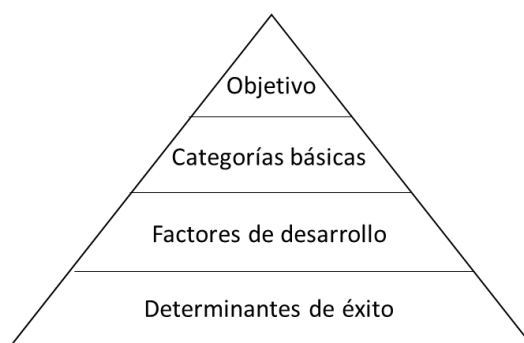 Objetivo
Categorías básicas
Factores de desarrollo
Determinantes de éxito